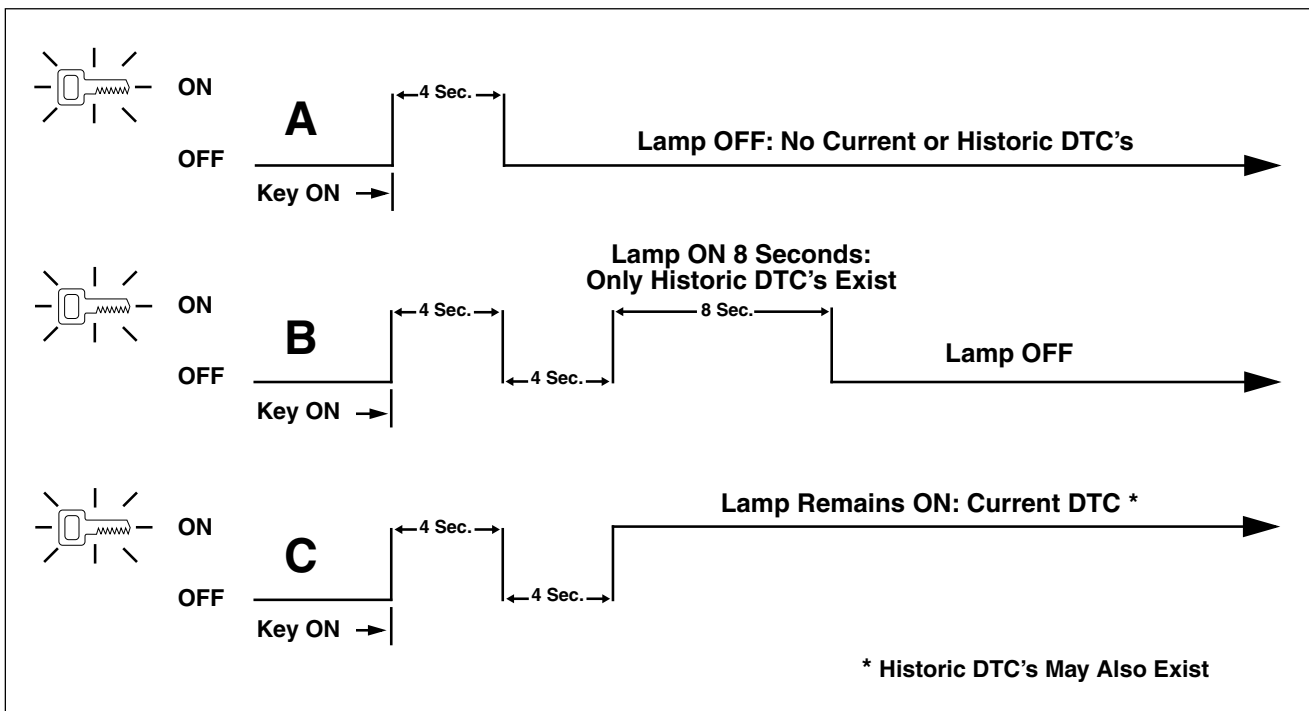 ON
A
4 Sec.
OFF
Lamp OFF: No Current or Historic DTC's
Key ON
Lamp ON 8 Seconds:
Only Historic DTC's Exist
ON
B
4 Sec.
8 Sec.
OFF
4 Sec.
Lamp OFF
Key ON
Lamp Remains ON: Current DTC *
ON
C
4 Sec.
OFF
4 Sec.
Key ON
* Historic DTC's May Also Exist